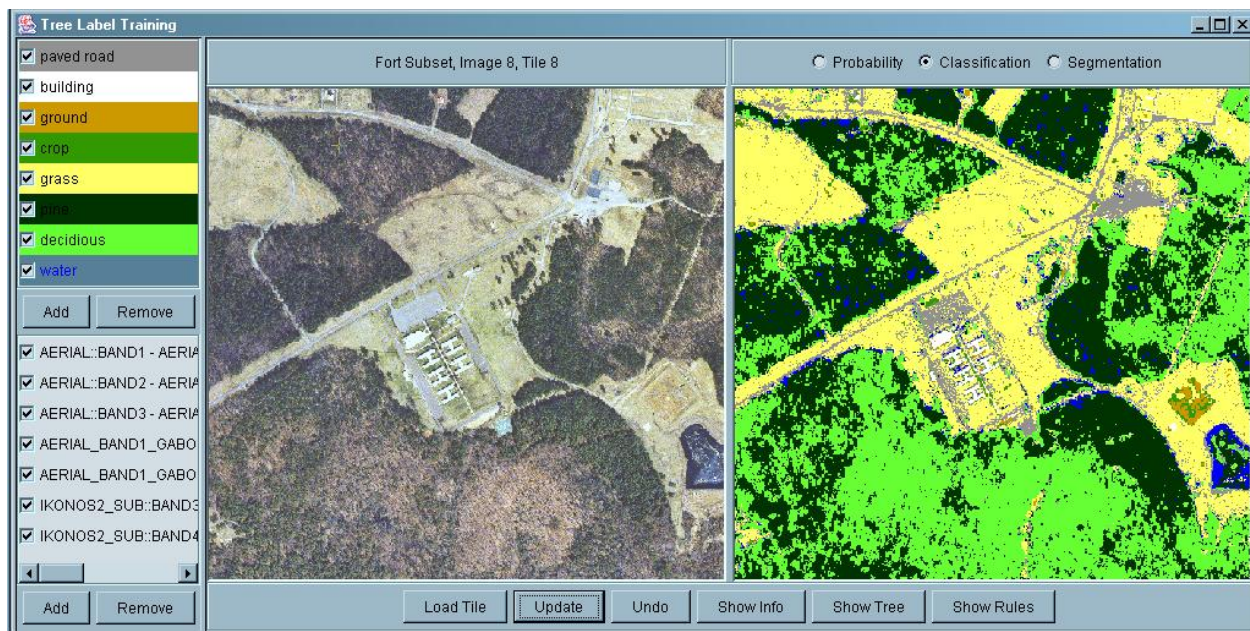 Tree Label Training
paved road
building
ground
crop
grass
pine
decidious
water
Add Remove
AERIAL::BAND1 - AERIA
AERIAL::BAND2 - AERIA
AERIAL::BAND3 - AERIA
AERIAL_BAND1_GABO
AERIAL_BAND1_GABO
IKONOS2_SUB::BAND3
IKONOS2_SUB::BAND4
Add Remove
Fort Subset, Image 8, Tile 8
Probability Classification Segmentation
Load Tile Update Undo Show Info Show Tree Show Rules